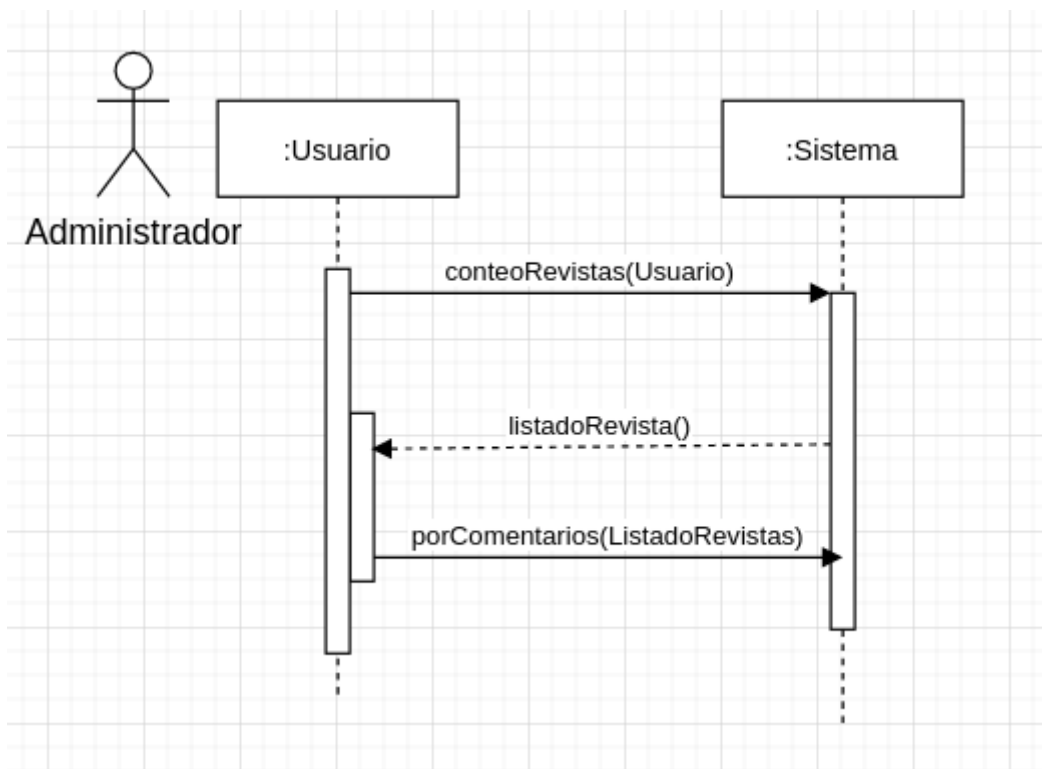 :Usuario
:Sistema
Administrador
conteoRevistas(Usuario)
listadoRevista()
porComentarios(ListadoRevistas)